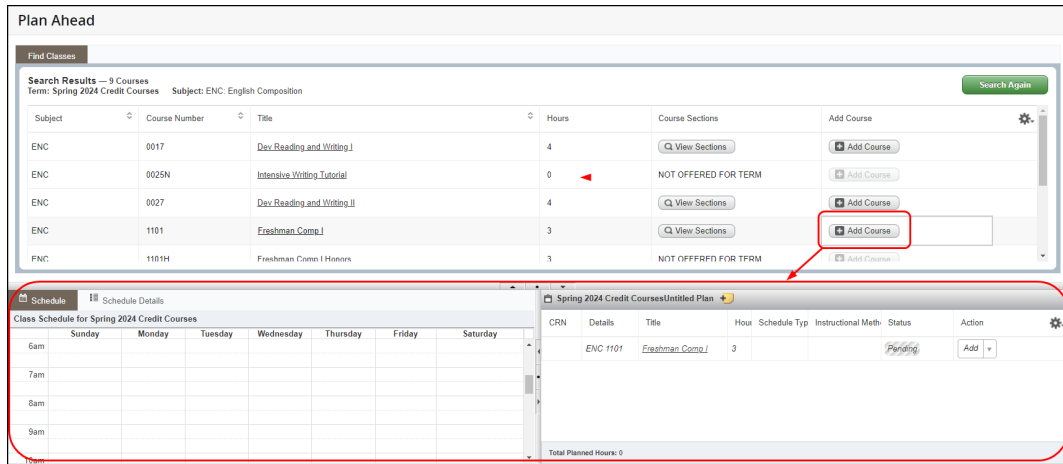 Plan Ahead
Find Classes
Search Results — 9 Courses
Term: Spring 2024 Credit Courses Subject: ENC: English Composition
Search Again
Subject Course Number Title Hours Course Sections Add Course
ENC 0017 Dev Reading and Writing I 4 View Sections Add Course
ENC 0025N Intensive Writing Tutorial 0 NOT OFFERED FOR TERM Add Course
ENC 0027 Dev Reading and Writing II 4 View Sections Add Course
ENC 1101 Freshman Comp I 3 View Sections Add Course
ENC 1101H Freshman Comp I Honors 3 NOT OFFERED FOR TERM Add Course
Schedule Schedule Details
Class Schedule for Spring 2024 Credit Courses
Sunday Monday Tuesday Wednesday Thursday Friday Saturday
6am
7am
8am
9am
10am
Spring 2024 Credit CoursesUntitled Plan
CRN Details Title Hour Schedule Typ Instructional Meth Status Action
ENC 1101 Freshman Comp I 3 Pending Add
Total Planned Hours: 0